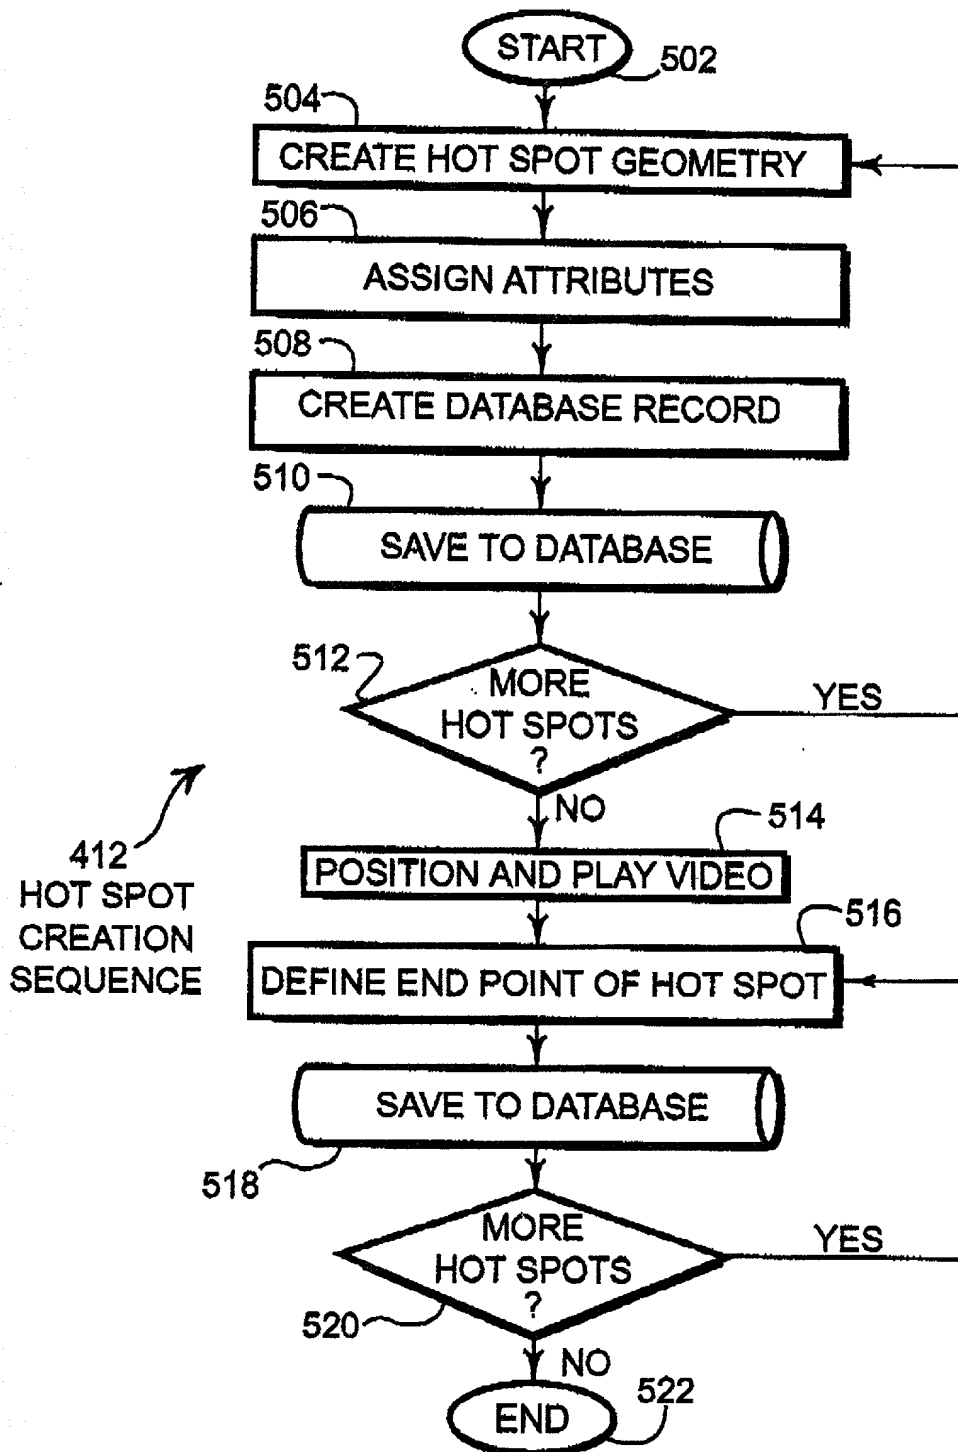 START
502
504
CREATE HOT SPOT GEOMETRY
506
ASSIGN ATTRIBUTES
508
CREATE DATABASE RECORD
510
SAVE TO DATABASE
512
MORE
HOT SPOTS
?
YES
NO
412
HOT SPOT
CREATION
SEQUENCE
514
POSITION AND PLAY VIDEO
516
DEFINE END POINT OF HOT SPOT
SAVE TO DATABASE
518
MORE
HOT SPOTS
?
YES
520
NO
522
END